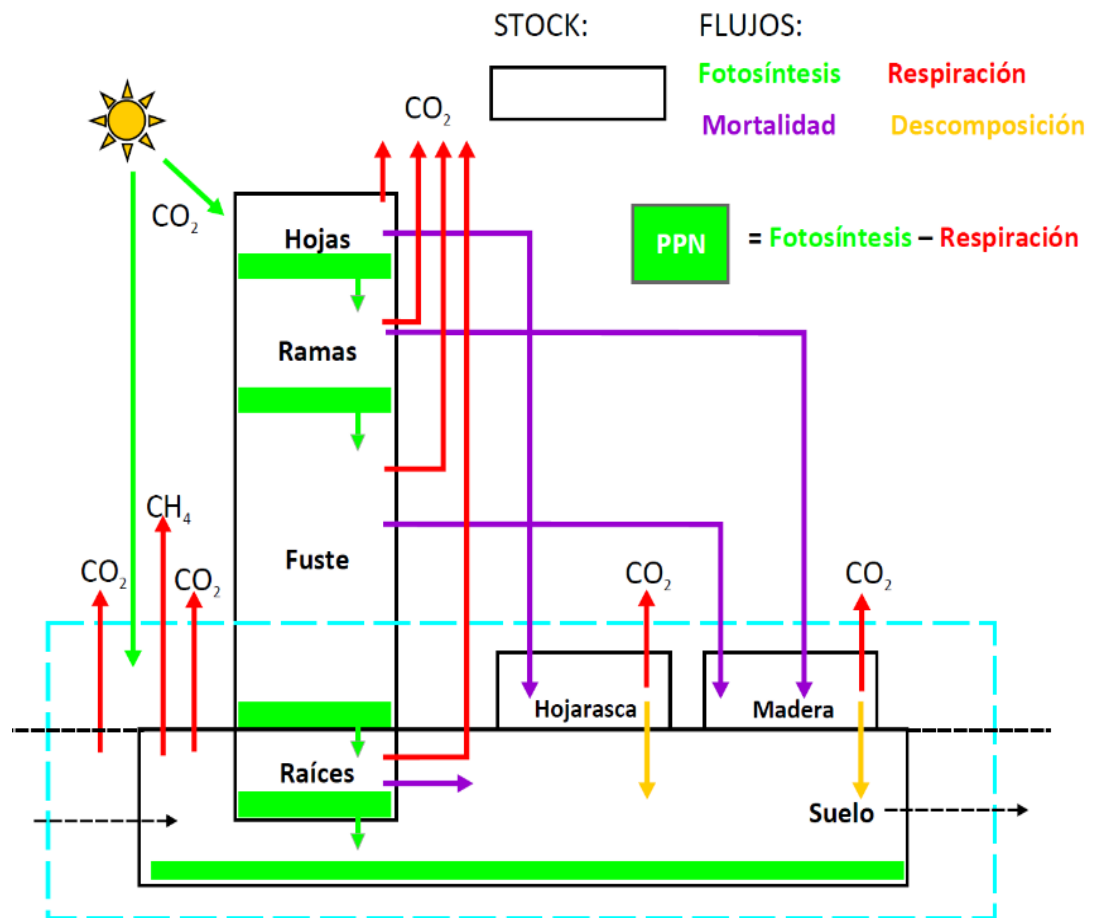 STOCK: FLUJOS:
Fotosíntesis Respiración
Mortalidad Descomposición
CO₂
CO₂
PPN = Fotosíntesis – Respiración
Hojas
Ramas
CH₄
Fuste
CO₂ CO₂ CO₂ CO₂
Hojarasca Madera
Raíces
Suelo